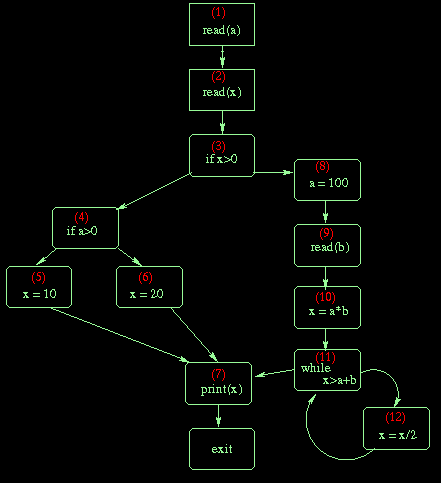 (1)
read(a)
(2)
read(x)
(3)
if x>0
(8)
a = 100
(4)
if a>0
(9)
read(b)
(5)
x = 10
(6)
x = 20
(10)
x = a*b
(11)
while
x>a+b
(7)
print(x)
(12)
x = x/2
exit